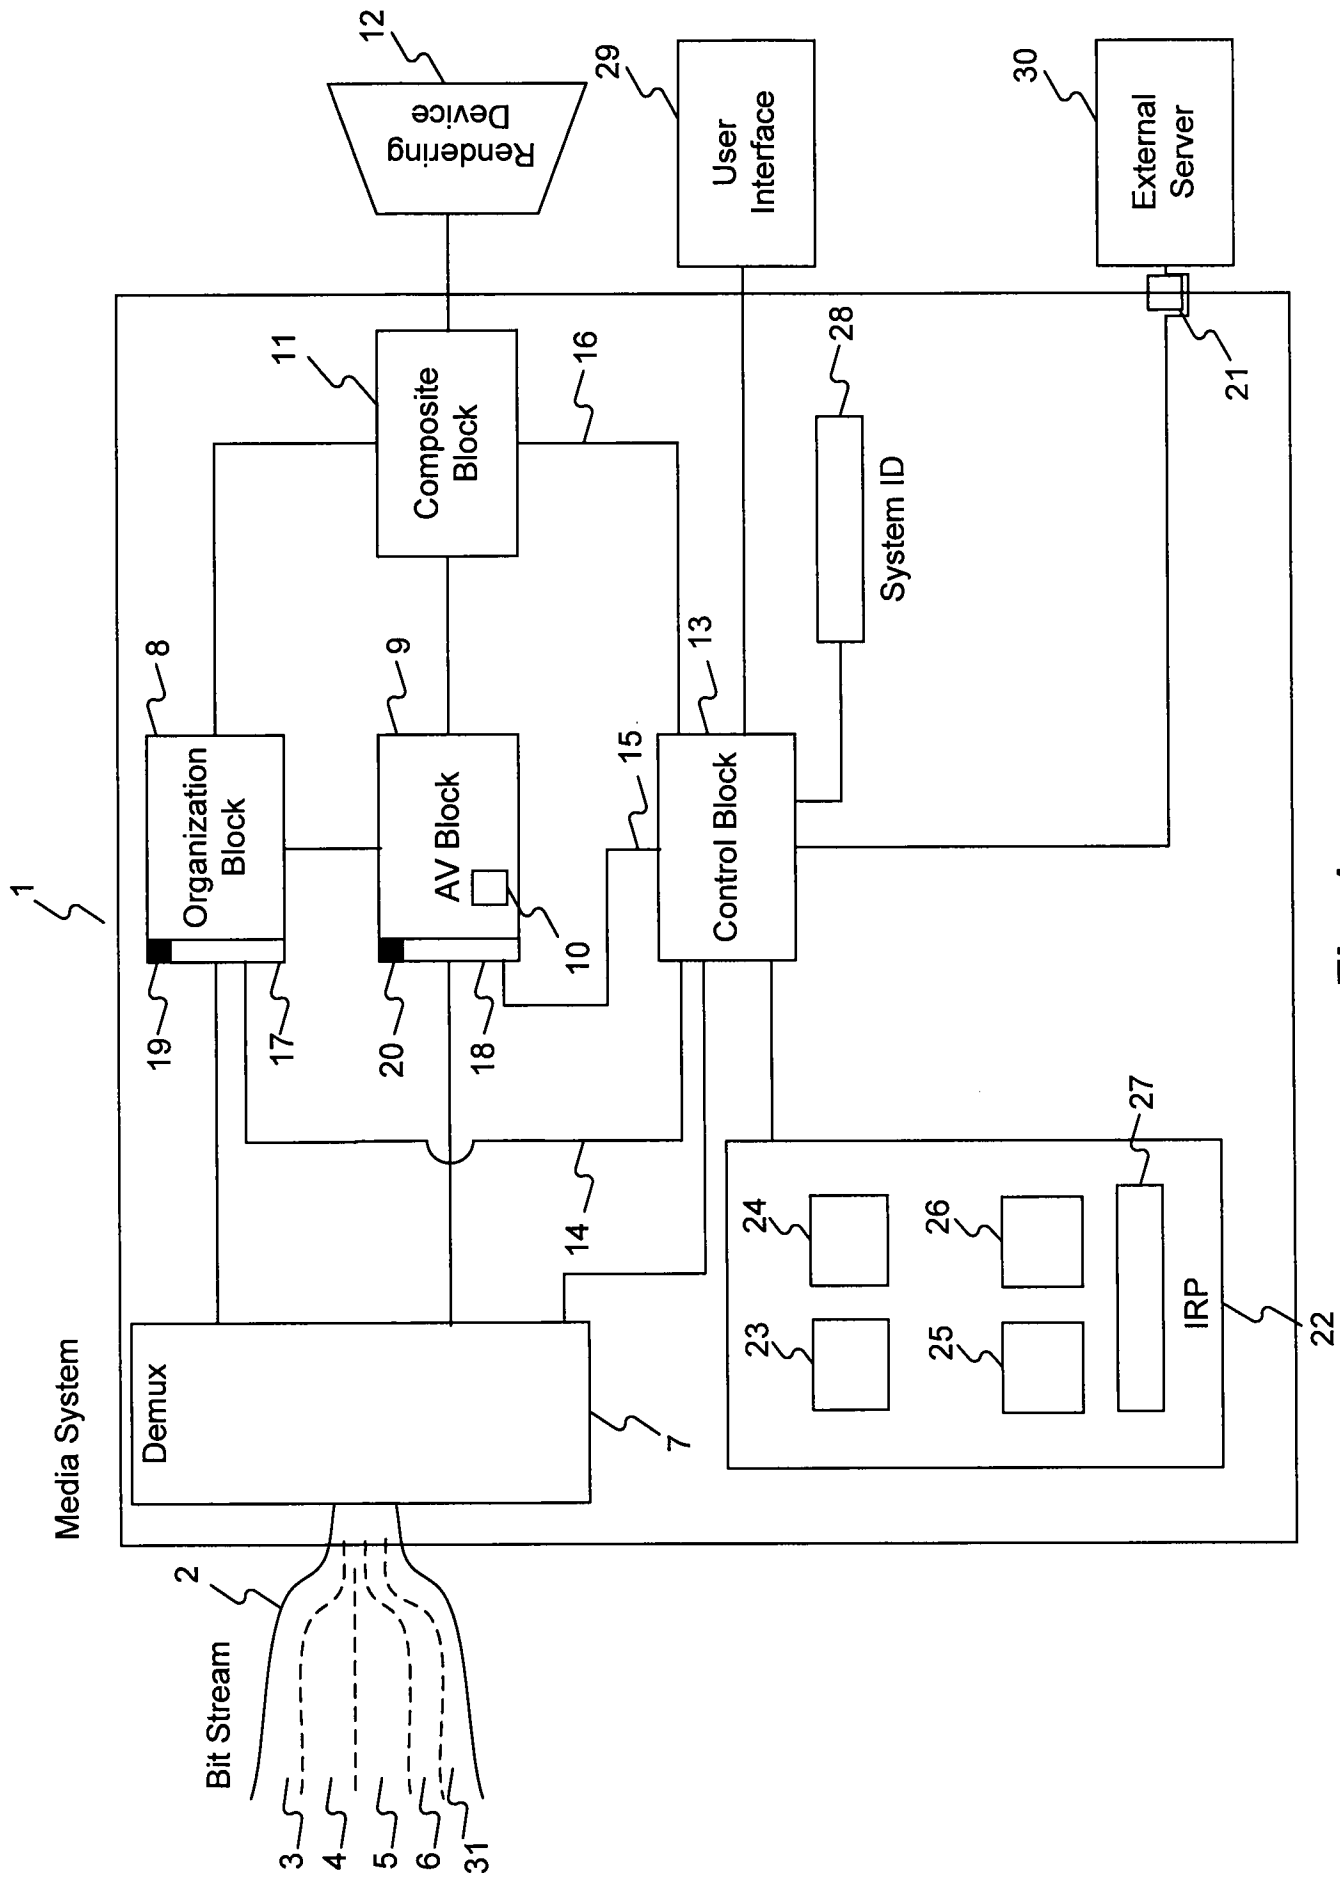 Media System
1
Bit Stream
2
3
4
5
6
31
Demux
7
19
17
Organization
Block
8
20
18
10
AV Block
9
Composite
Block
11
Rendering
Device
12
14
15
16
Control Block
13
User
Interface
29
System ID
28
External
Server
30
21
23
24
25
26
27
IRP
22